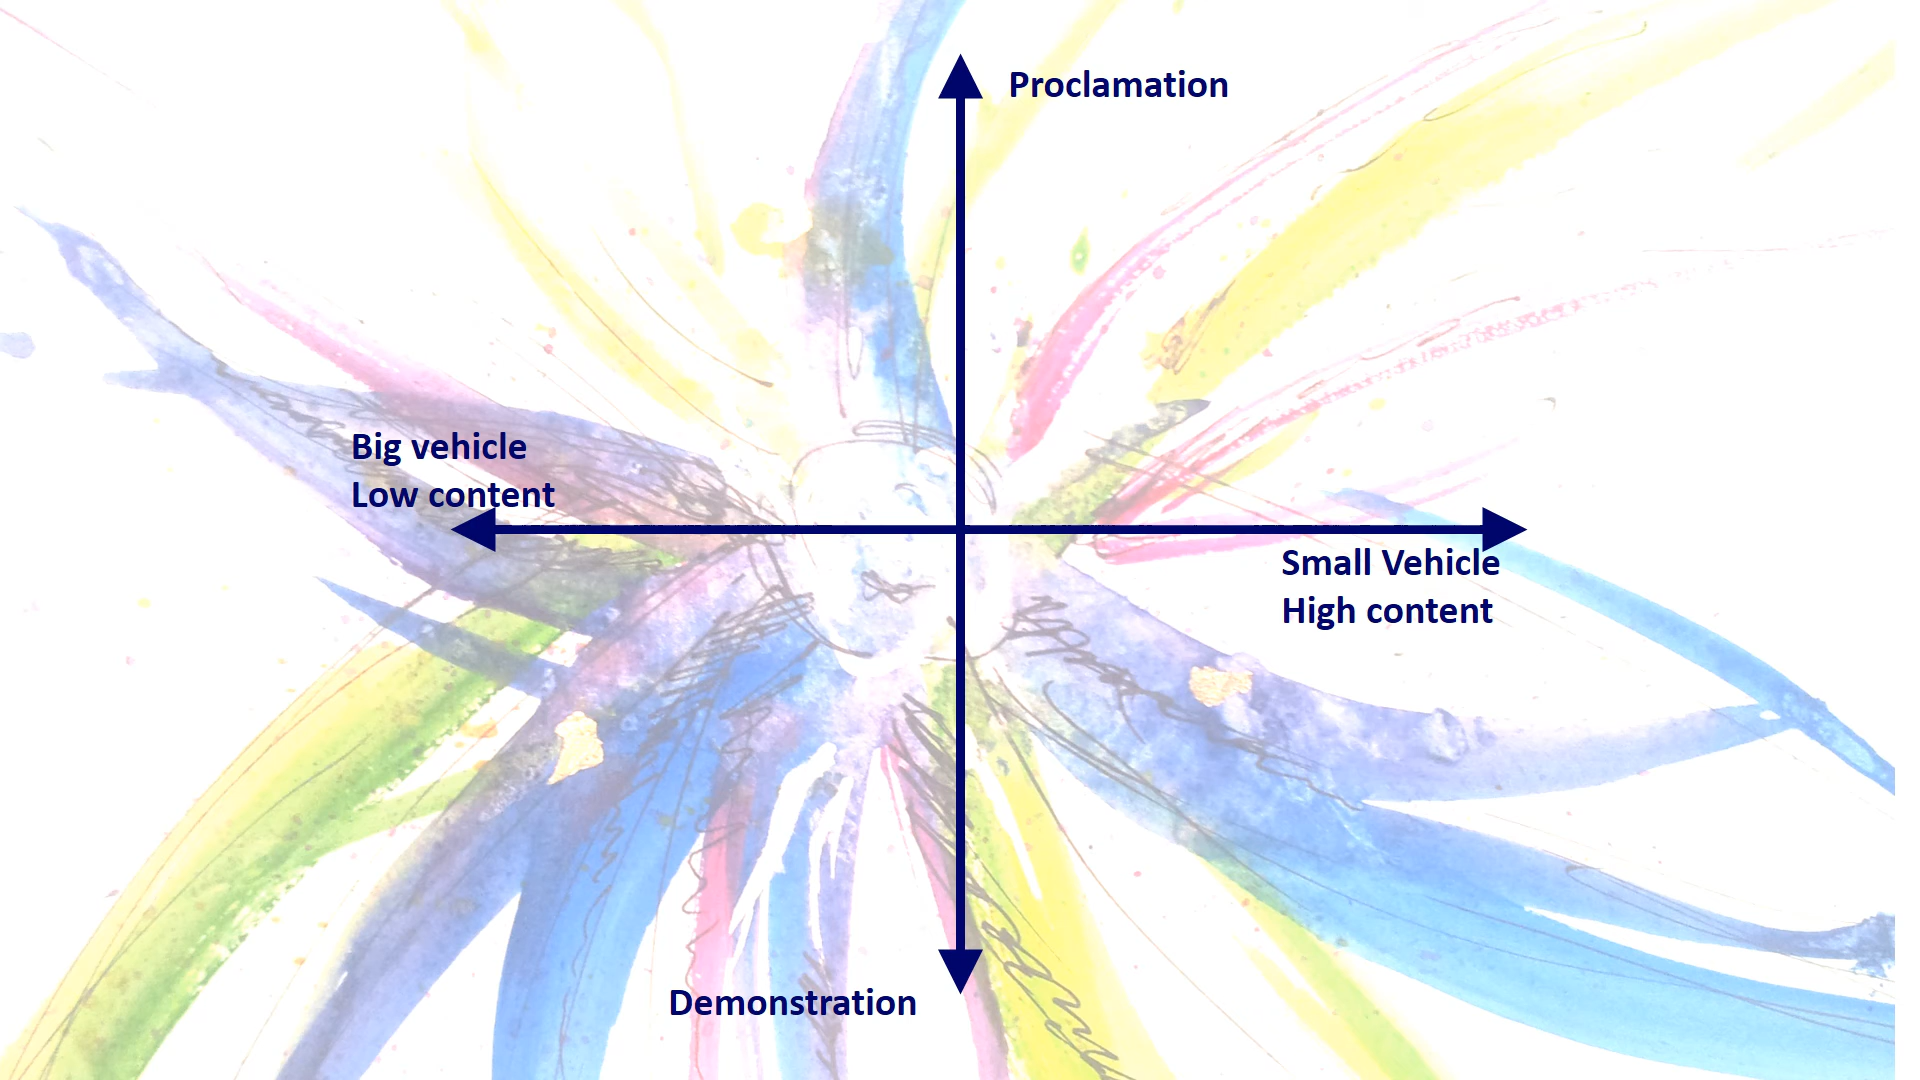 Proclamation
Big vehicle
Low content
Small Vehicle
High content
Demonstration